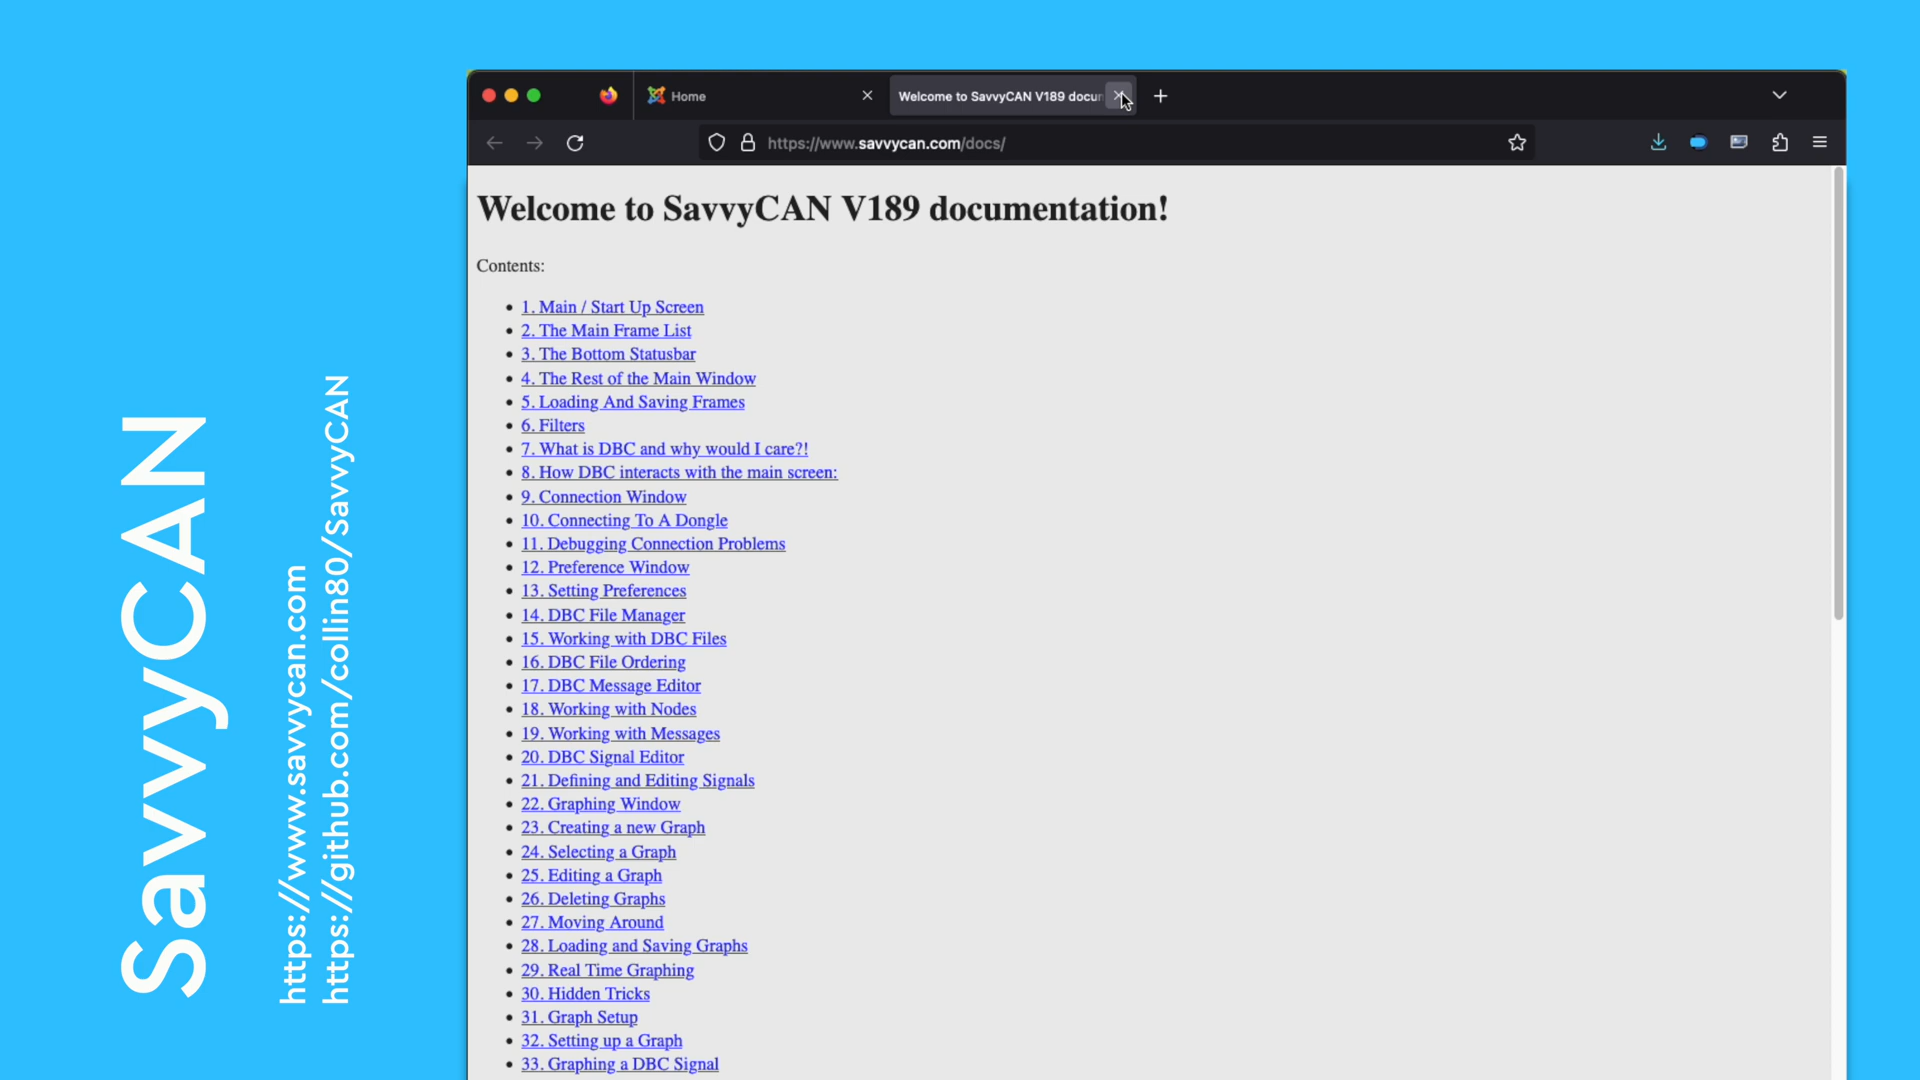 SavvyCAN
https://www.savvycan.com
https://github.com/collin80/SavvyCAN
Home
Welcome to SavvyCAN V189 docu
https://www.savvycan.com/docs/
Welcome to SavvyCAN V189 documentation!
Contents:
1. Main / Start Up Screen
2. The Main Frame List
3. The Bottom Statusbar
4. The Rest of the Main Window
5. Loading And Saving Frames
6. Filters
7. What is DBC and why would I care?!
8. How DBC interacts with the main screen:
9. Connection Window
10. Connecting To A Dongle
11. Debugging Connection Problems
12. Preference Window
13. Setting Preferences
14. DBC File Manager
15. Working with DBC Files
16. DBC File Ordering
17. DBC Message Editor
18. Working with Nodes
19. Working with Messages
20. DBC Signal Editor
21. Defining and Editing Signals
22. Graphing Window
23. Creating a new Graph
24. Selecting a Graph
25. Editing a Graph
26. Deleting Graphs
27. Moving Around
28. Loading and Saving Graphs
29. Real Time Graphing
30. Hidden Tricks
31. Graph Setup
32. Setting up a Graph
33. Graphing a DBC Signal